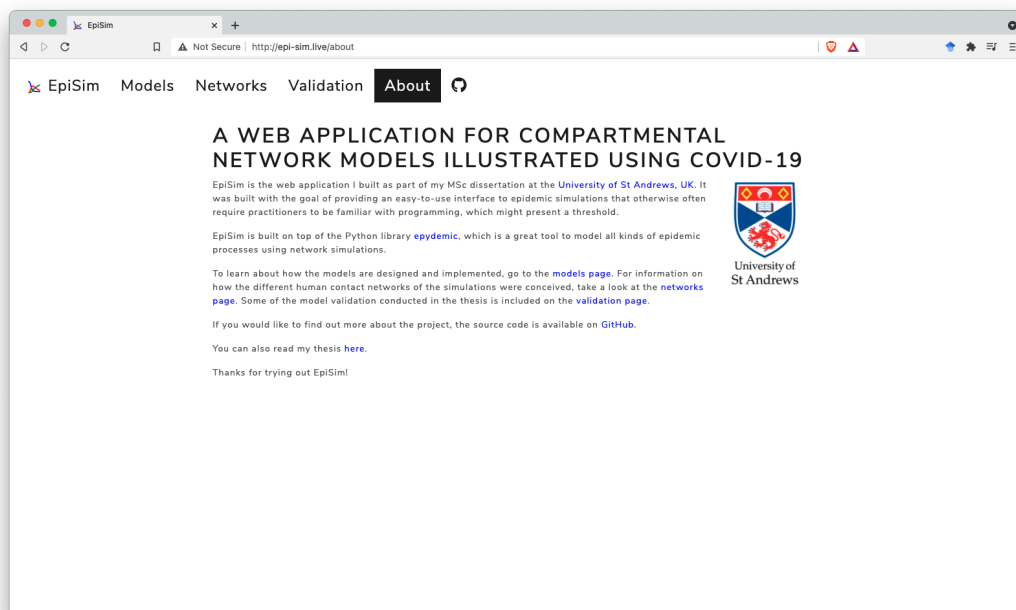 EpiSim
Not Secure http://epi-sim.live/about
EpiSim Models Networks Validation About
A WEB APPLICATION FOR COMPARTMENTAL
NETWORK MODELS ILLUSTRATED USING COVID-19
EpiSim is the web application I built as part of my MSc dissertation at the University of St Andrews, UK. It
was built with the goal of providing an easy-to-use interface to epidemic simulations that otherwise often
require practitioners to be familiar with programming, which might present a threshold.
EpiSim is built on top of the Python library epydemic, which is a great tool to model all kinds of epidemic
processes using network simulations.
To learn about how the models are designed and implemented, go to the models page. For information on
how the different human contact networks of the simulations were conceived, take a look at the networks
page. Some of the model validation conducted in the thesis is included on the validation page.
If you would like to find out more about the project, the source code is available on GitHub.
You can also read my thesis here.
Thanks for trying out EpiSim!
University of
St Andrews